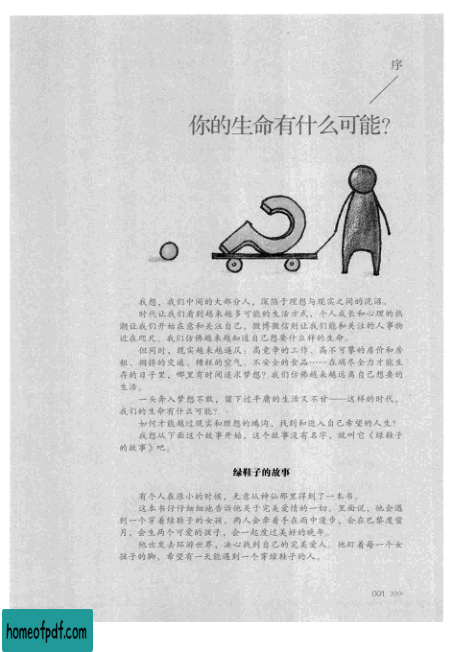 序
你的生命有什么可能?
我想,我们中间的大部分人,深陷于理想与现实之间的泥沼。
时代让我们看到越来越多可能的生活方式,个人成长和心理的热
潮让我们开始在意和关注自己,微博微信则让我们能和关注的人事物
近在咫尺。我们仿佛越来越知道自己想要什么样的生命。
但同时,现实越来越逼仄:高竞争的工作、高不可攀的房价和房
租、拥挤的交通、糟糕的空气、不安全的食品……在竭尽全力才能生
存的日子里,哪里有时间追求梦想?我们仿佛越来越远离自己想要的
生活。
一头奔入梦想不敢,留下过平庸的生活又不甘——这样的时代,
我们的生命有什么可能?
如何才能越过现实和理想的鸿沟,找到和进入自己希望的人生?
我想从下面这个故事开始,这个故事没有名字,就叫它《绿鞋子
的故事》吧。
绿鞋子的故事
有个人在很小的时候,无意从神仙那里得到了一本书。
这本书仔仔细细地告诉他关于完美爱情的一切。里面说,他会遇
到一个穿着绿鞋子的女孩,两人会牵着手在雨中漫步,会在巴黎度蜜
月,会生两个可爱的孩子,会一起度过美好的晚年。
他出发去环游世界,决心找到自己的完美爱人。他盯着每一个女
孩子的脚,希望有一天能遇到一个穿绿鞋子的人。
001 >>>
homeofpdf.com